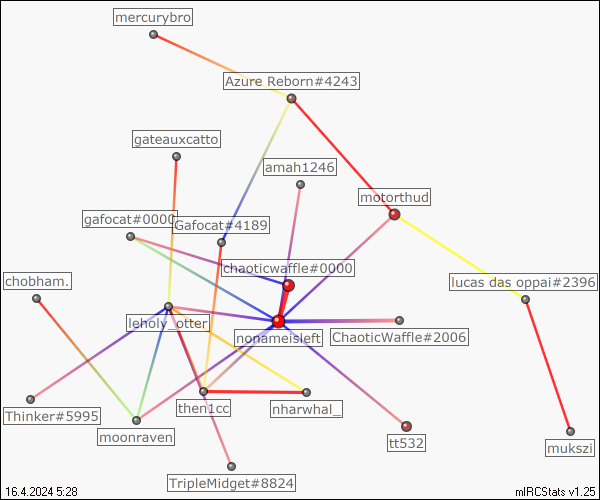 mercurybro
Azure Reborn#4243
gateauxcatto
amah1246
motorthud
gafocat#0000
Gafocat#4189
chaoticwaffle#0000
chobham.
lucas das oppai#2396
leholy_otter
nonameisleft
ChaoticWaffle#2006
Thinker#5995
then1cc
nharwhal_
moonraven
tt532
mukszi
TripleMidget#8824
16.4.2024 5:28
mIRCStats v1.25